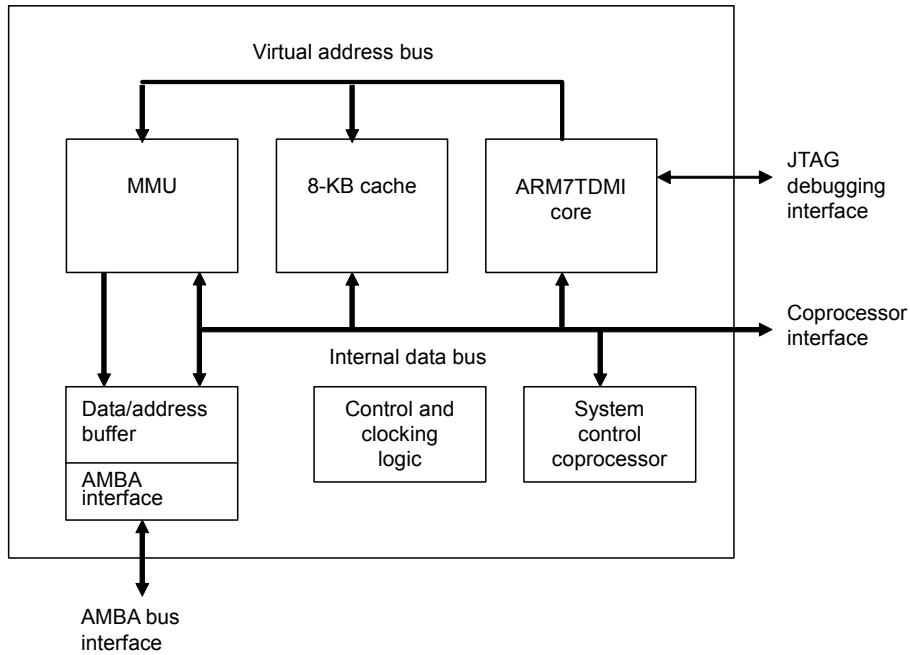 Virtual address bus
MMU
8-KB cache
ARM7TDMI
core
JTAG
debugging
interface
Coprocessor
interface
Internal data bus
Data/address
buffer
AMBA
interface
Control and
clocking
logic
System
control
coprocessor
AMBA bus
interface